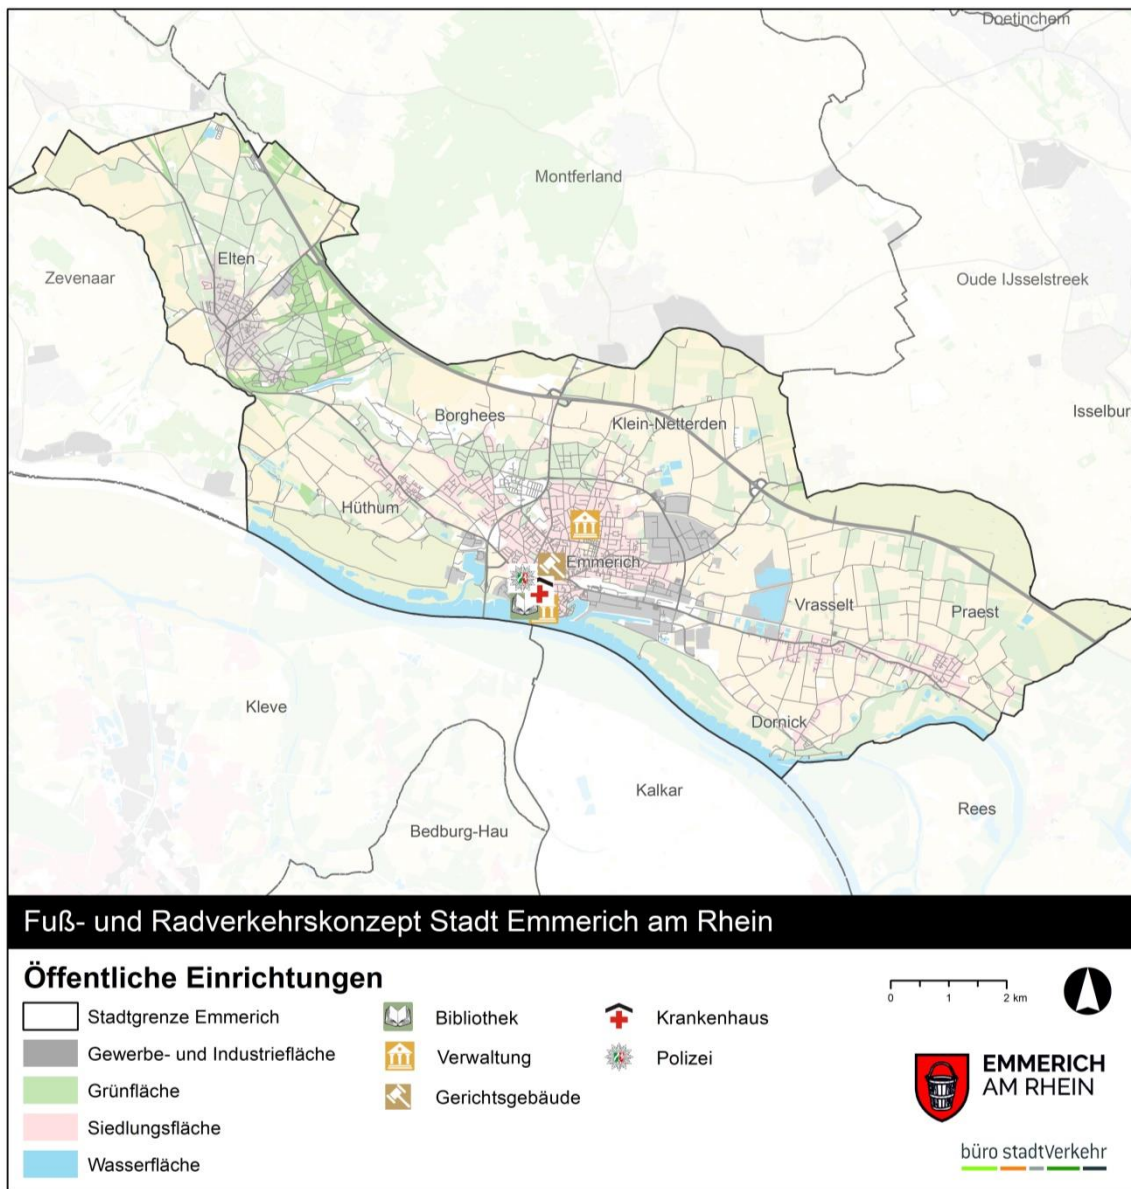 Doetinchem
Montferland
Elten
Zevenaar
Oude IJsselstreek
Borghees
Klein-Netterden
Isselbur
Hüthum
Emmerich
Vrasselt
Praest
Dornick
Kleve
Kalkar
Rees
Bedburg-Hau
Fuß- und Radverkehrskonzept Stadt Emmerich am Rhein
Öffentliche Einrichtungen
Stadtgrenze Emmerich
Gewerbe- und Industriefläche
Grünfläche
Siedlungsfläche
Wasserfläche
Bibliothek
Verwaltung
Gerichtsgebäude
Krankenhaus
Polizei
0 1 2 km
EMMERICH
AM RHEIN
büro stadtVerkehr